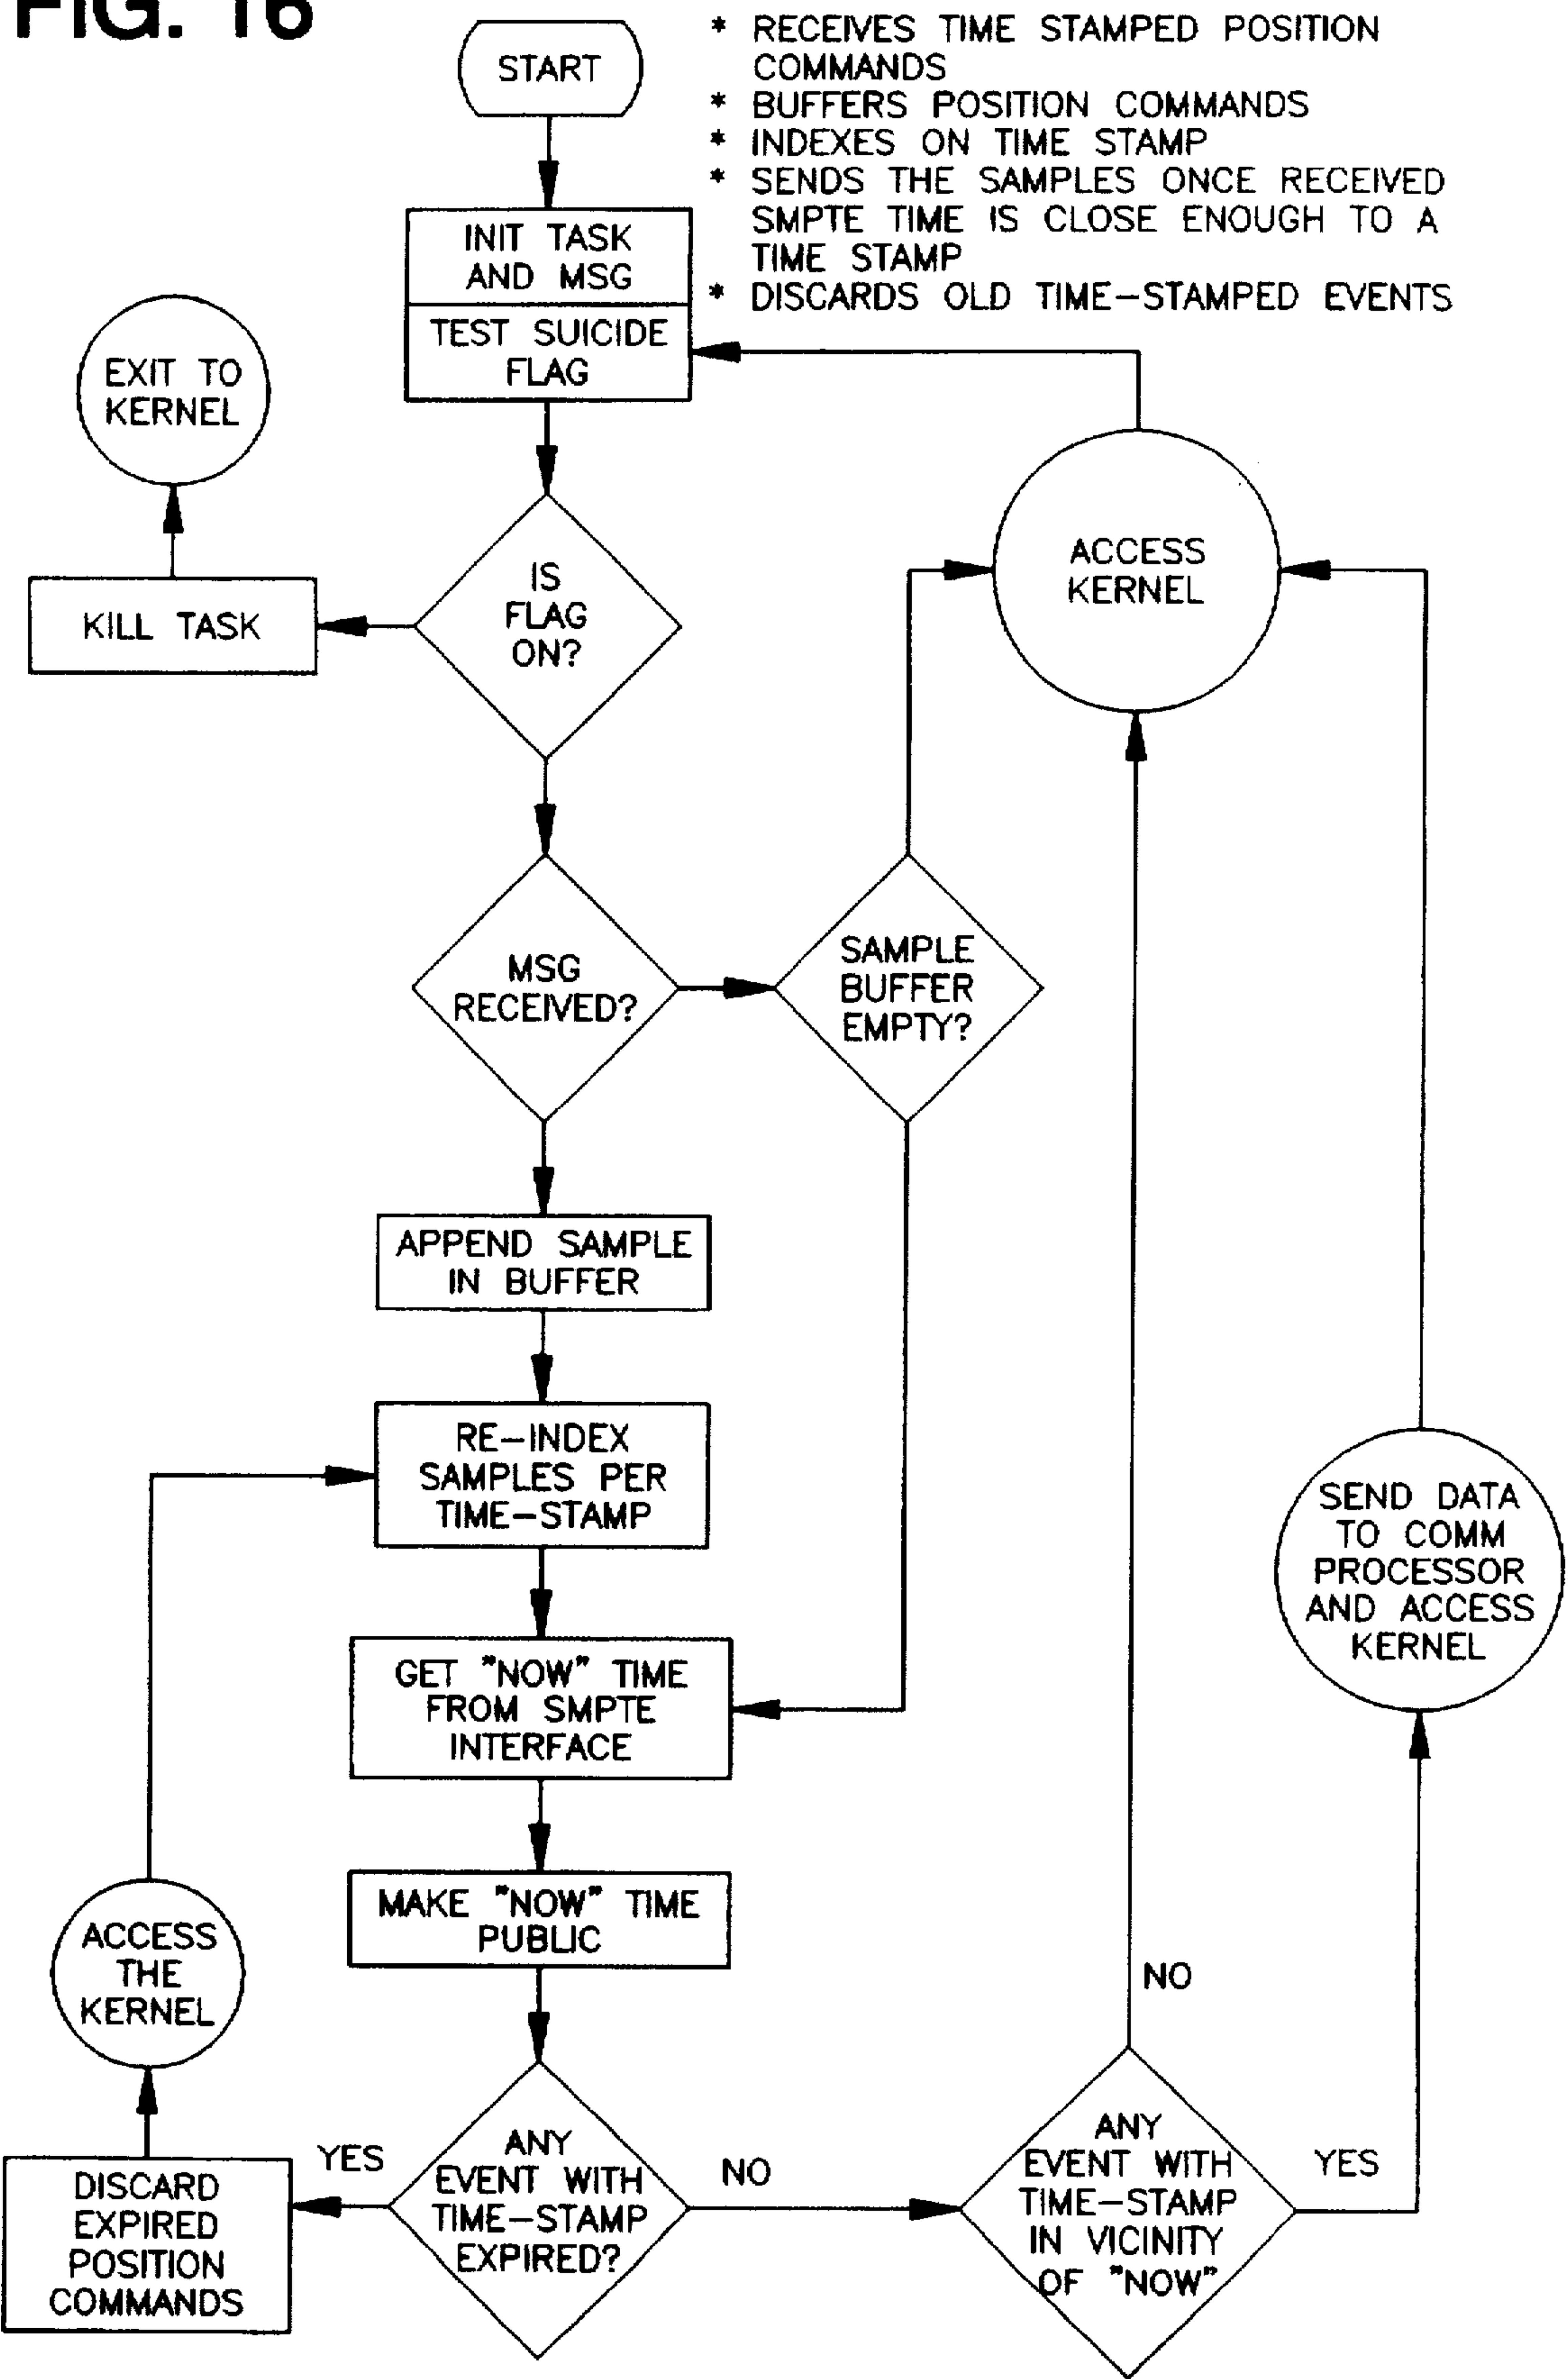 FIG. 16
* RECEIVES TIME STAMPED POSITION
COMMANDS
* BUFFERS POSITION COMMANDS
* INDEXES ON TIME STAMP
* SENDS THE SAMPLES ONCE RECEIVED
SMPTE TIME IS CLOSE ENOUGH TO A
TIME STAMP
* DISCARDS OLD TIME-STAMPED EVENTS
START
INIT TASK
AND MSG
TEST SUICIDE
FLAG
EXIT TO
KERNEL
KILL TASK
IS
FLAG
ON?
ACCESS
KERNEL
MSG
RECEIVED?
SAMPLE
BUFFER
EMPTY?
APPEND SAMPLE
IN BUFFER
RE-INDEX
SAMPLES PER
TIME-STAMP
SEND DATA
TO COMM
PROCESSOR
AND ACCESS
KERNEL
GET "NOW" TIME
FROM SMPTE
INTERFACE
MAKE "NOW" TIME
PUBLIC
ACCESS
THE
KERNEL
NO
DISCARD
EXPIRED
POSITION
COMMANDS
YES
ANY
EVENT WITH
TIME-STAMP
EXPIRED?
NO
ANY
EVENT WITH
TIME-STAMP
IN VICINITY
OF "NOW"
YES